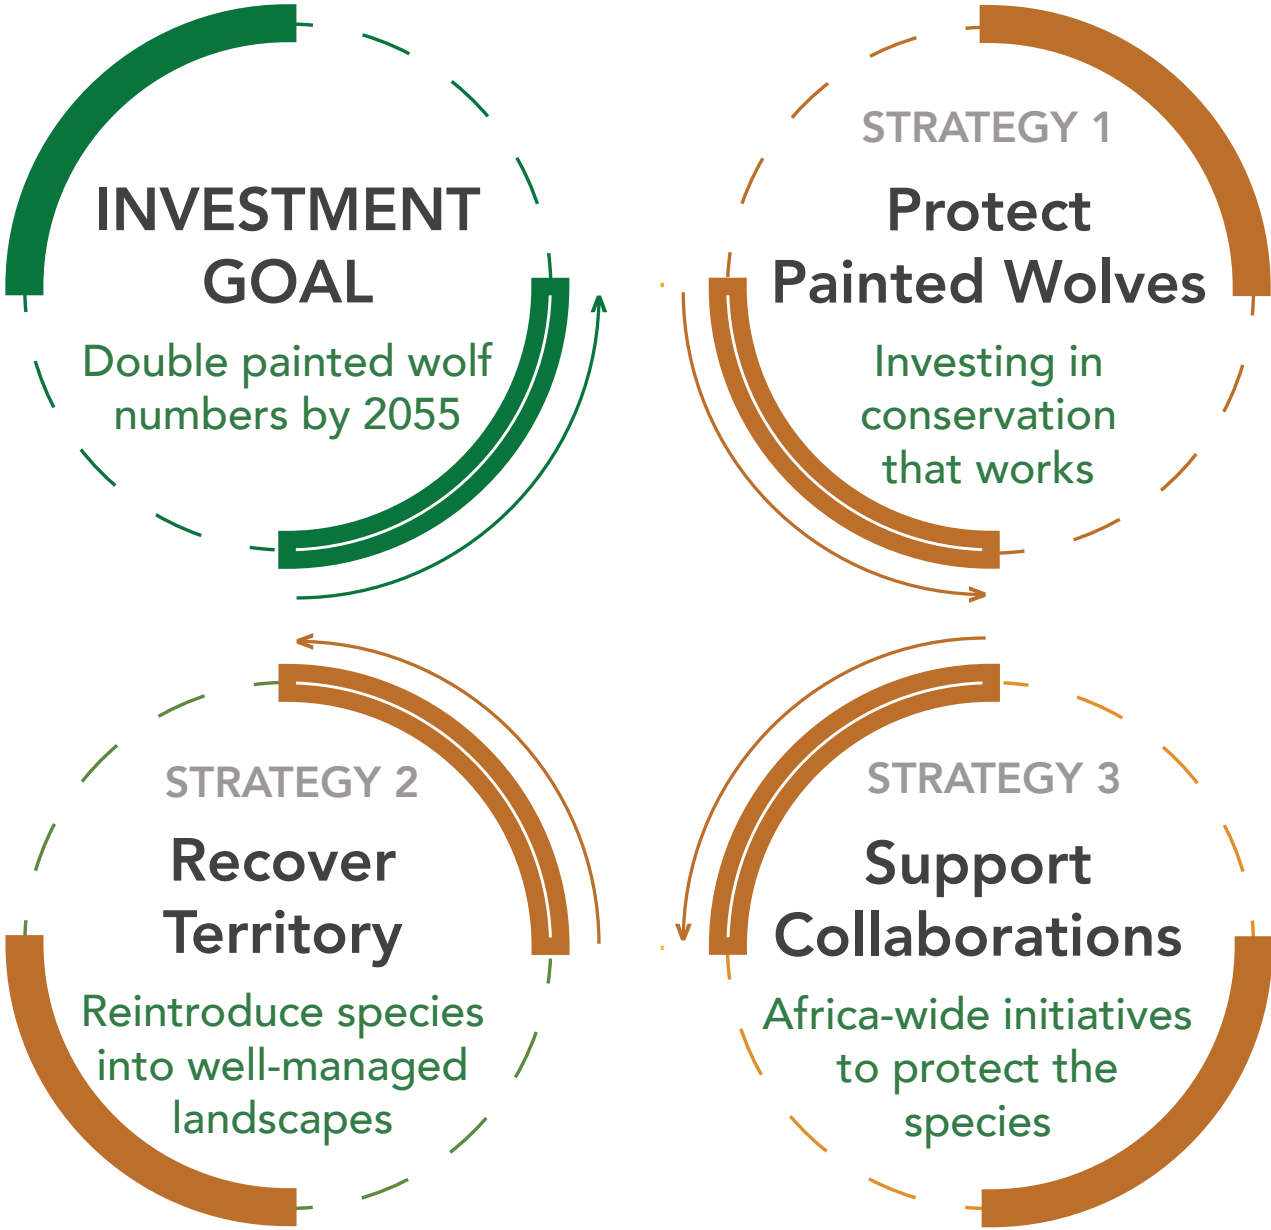 INVESTMENT
GOAL
Double painted wolf
numbers by 2055
STRATEGY 1
Protect
Painted Wolves
Investing in
conservation
that works
STRATEGY 2
Recover
Territory
Reintroduce species
into well-managed
landscapes
STRATEGY 3
Support
Collaborations
Africa-wide initiatives
to protect the
species